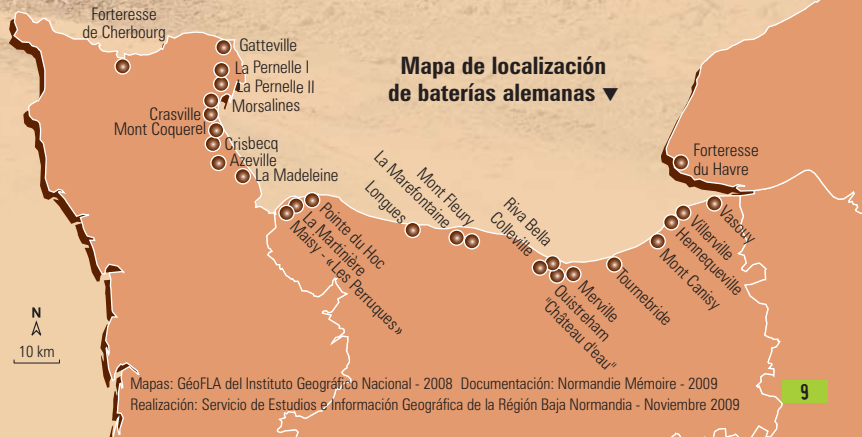 Forteresse
de Cherbourg
Gatteville
La Pernelle I
La Pernelle II
Morsalines
Crasville
Mont Coquerel
Crisbecq
Azeville
La Madeleine
Mapa de localización
de baterías alemanas ▼
Forteresse
du Havre
Pointe du Hoc
La Martinière
Maisy - « Les Perruques »
Longues
La Marefontaine
Mont Fleury
Colleville
Riva Bella
Ouistreham
"Château d'eau"
Merville
Tournebride
Mont Canisy
Hennequeville
Villerville
Vasouy
N
10 km
Mapas: GéoFLA del Instituto Geográfico Nacional - 2008 Documentación: Normandie Mémoire - 2009
Realización: Servicio de Estudios e Información Geográfica de la Région Baja Normandia - Noviembre 2009
9